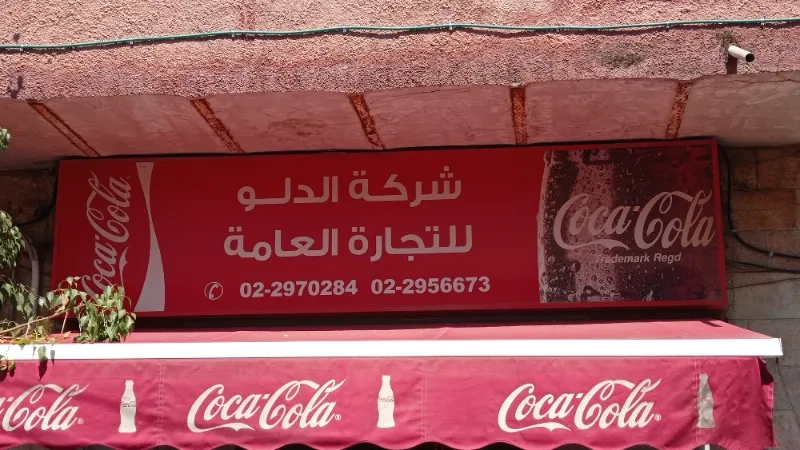 شركة الدلو
للتجارة العامة
02-2970284 02-2956673
Coca-Cola
Coca-Cola
Trademark Regd
Coca-Cola
Coca-Cola
Coca-Cola